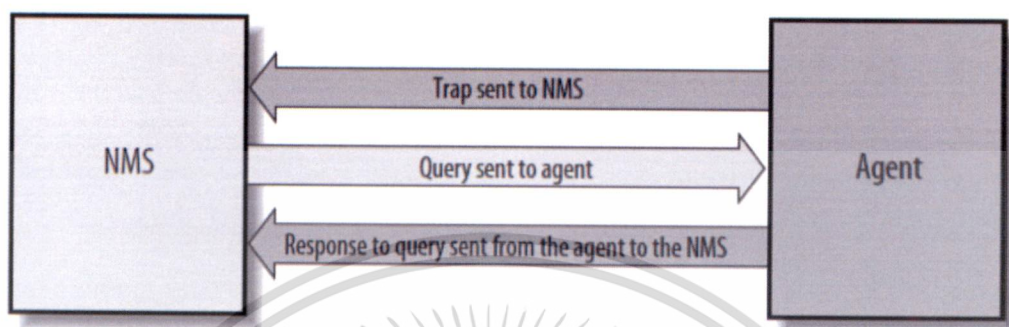 Trap sent to NMS
NMS
Query sent to agent
Agent
Response to query sent from the agent to the NMS